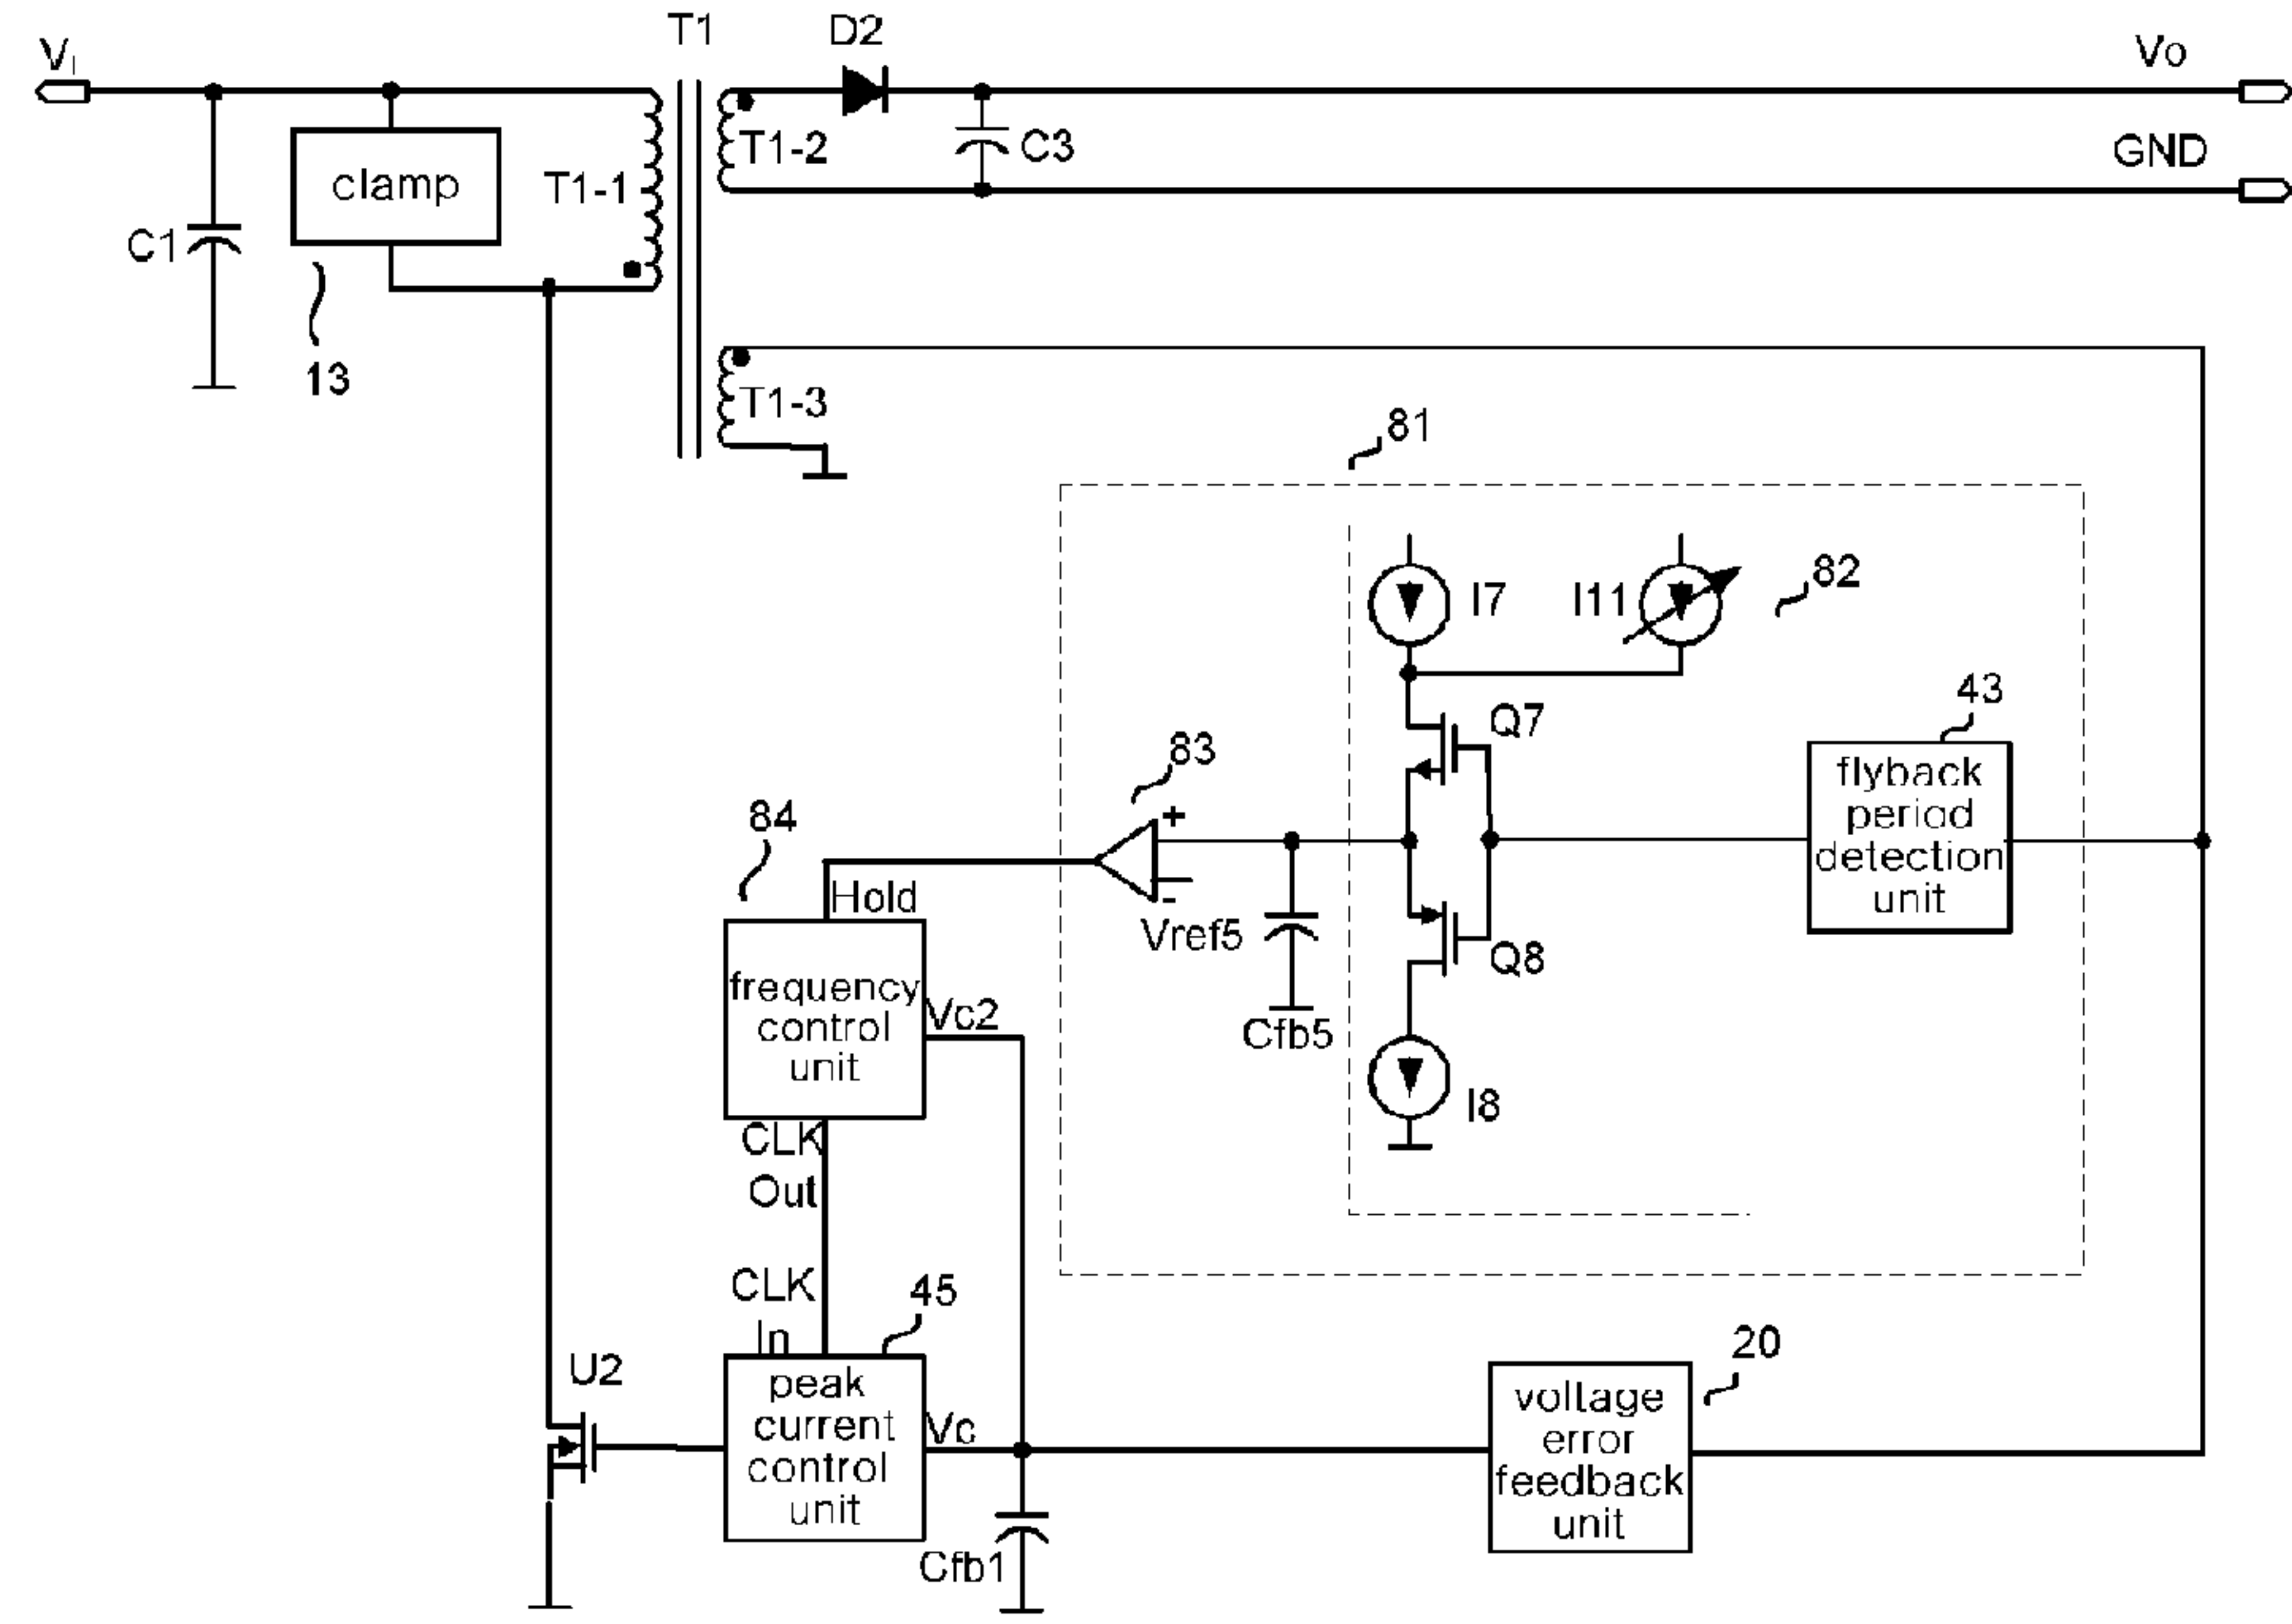 T1
D2
VI
Vo
T1-2
C3
GND
clamp
T1-1
C1
13
T1-3
81
I7
I11
82
Q7
43
83
+
flyback
period
detection
unit
84
Hold
-
Vref5
Q8
frequency
control
unit
Vc2
Cfb5
I8
CLK
Out
CLK
In
45
20
U2
peak
current
control
unit
Vc
voltage
error
feedback
unit
Cfb1